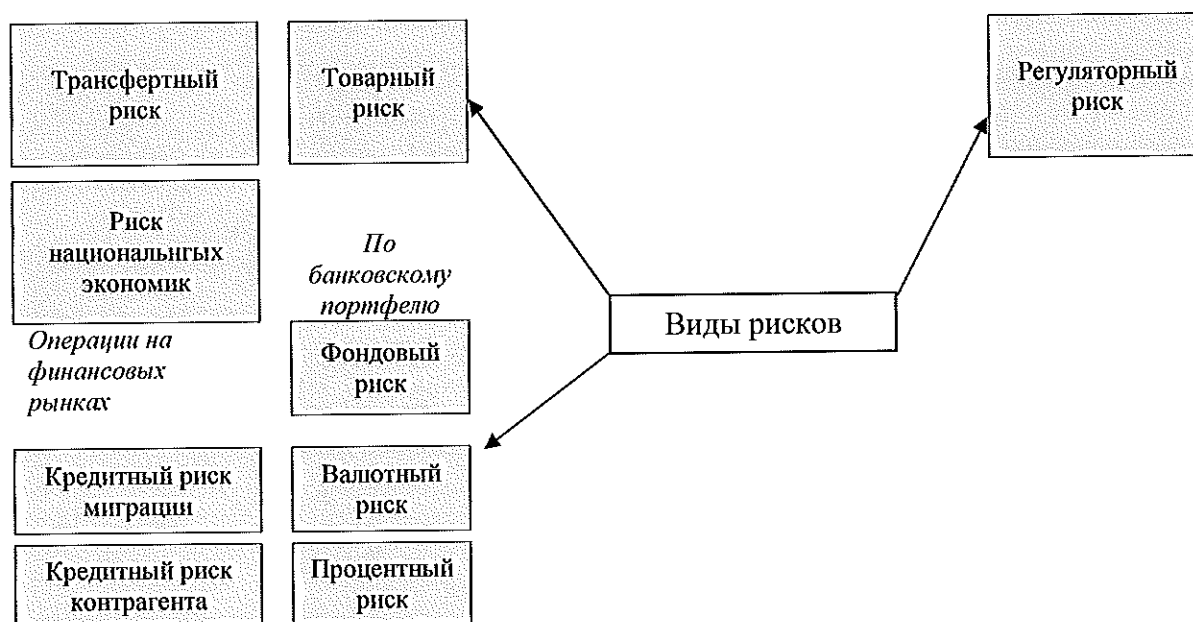 Трансфертный
риск
Товарный
риск
Регуляторный
риск
Риск
национальнгых
экономик
По
банковскому
портфелю
Виды рисков
Операции на
финансовых
рынках
Фондовый
риск
Кредитный риск
миграции
Валютный
риск
Кредитный риск
контрагента
Процентный
риск